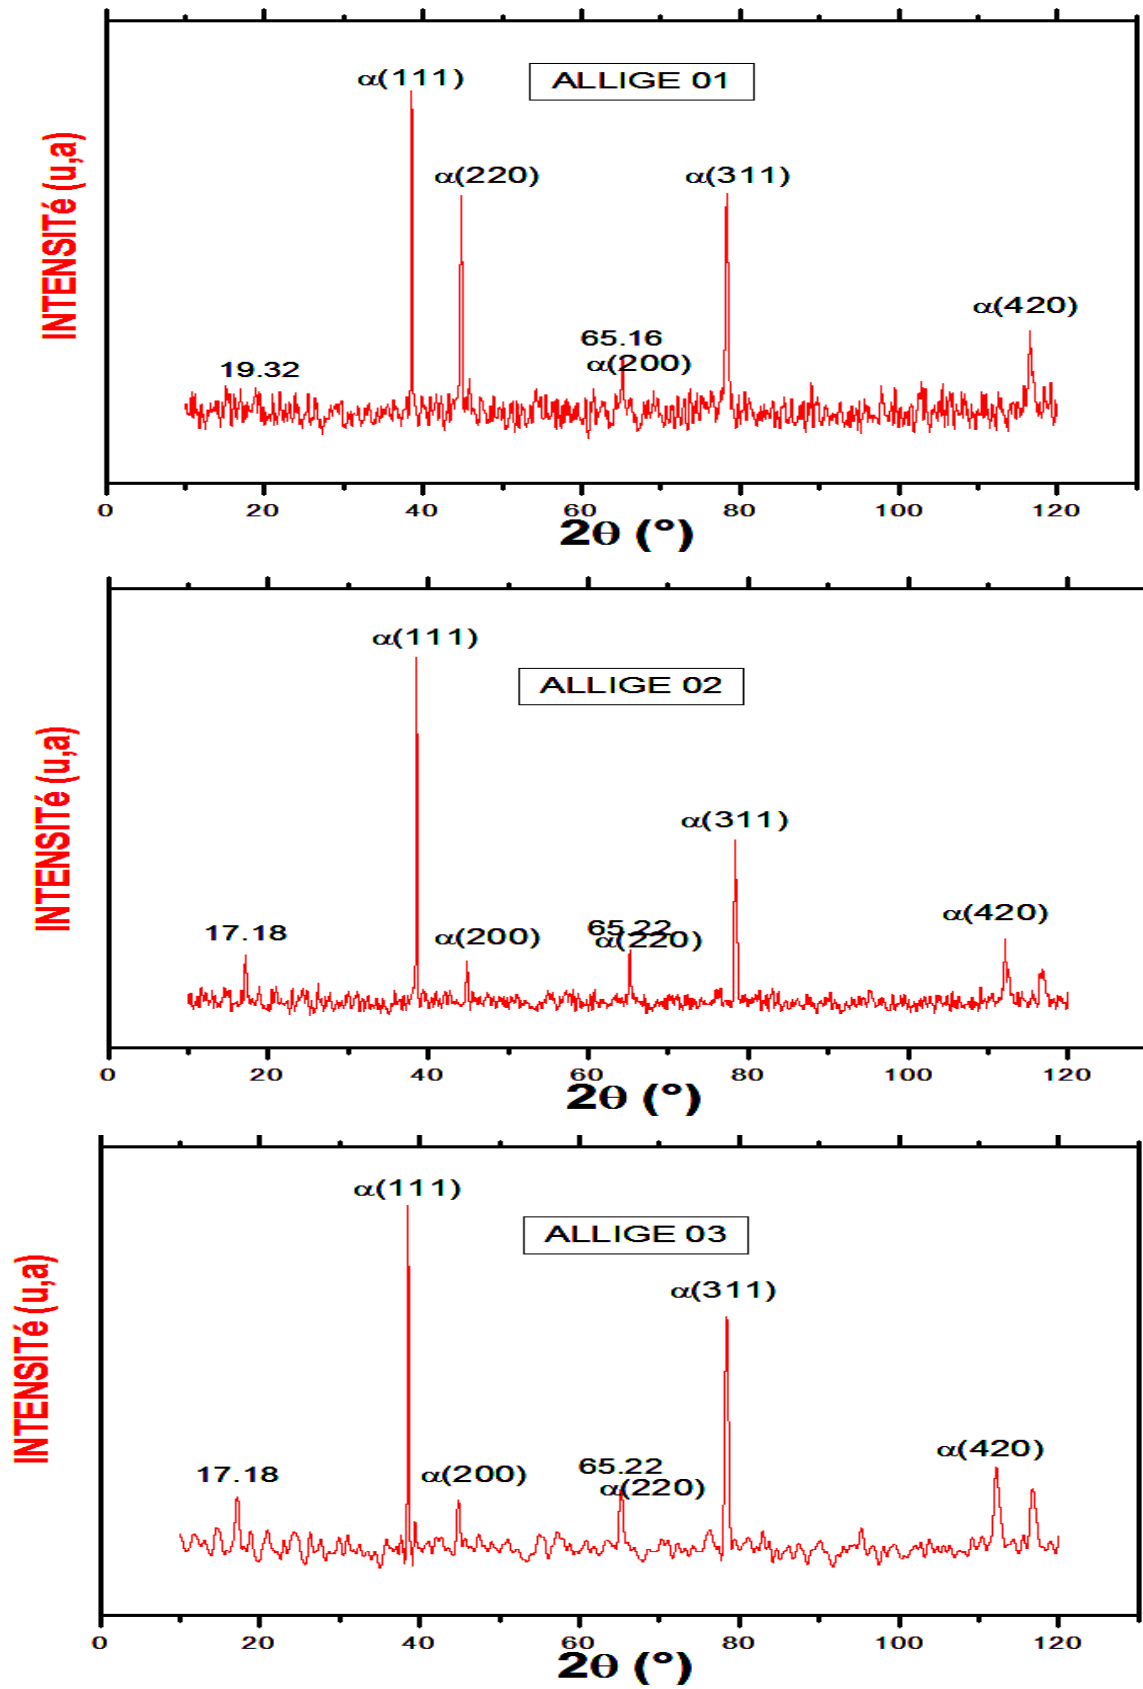 α(111)
ALLIGE 01
α(220)
α(311)
α(420)
65.16
α(200)
19.32
INTENSITé (u,a)
0
20
40
60
80
100
120
2θ (°)
α(111)
ALLIGE 02
α(311)
α(420)
17.18
α(200)
65.22
α(220)
INTENSITé (u,a)
0
20
40
60
80
100
120
2θ (°)
α(111)
ALLIGE 03
α(311)
α(420)
17.18
α(200)
65.22
α(220)
INTENSITé (u,a)
0
20
40
60
80
100
120
2θ (°)